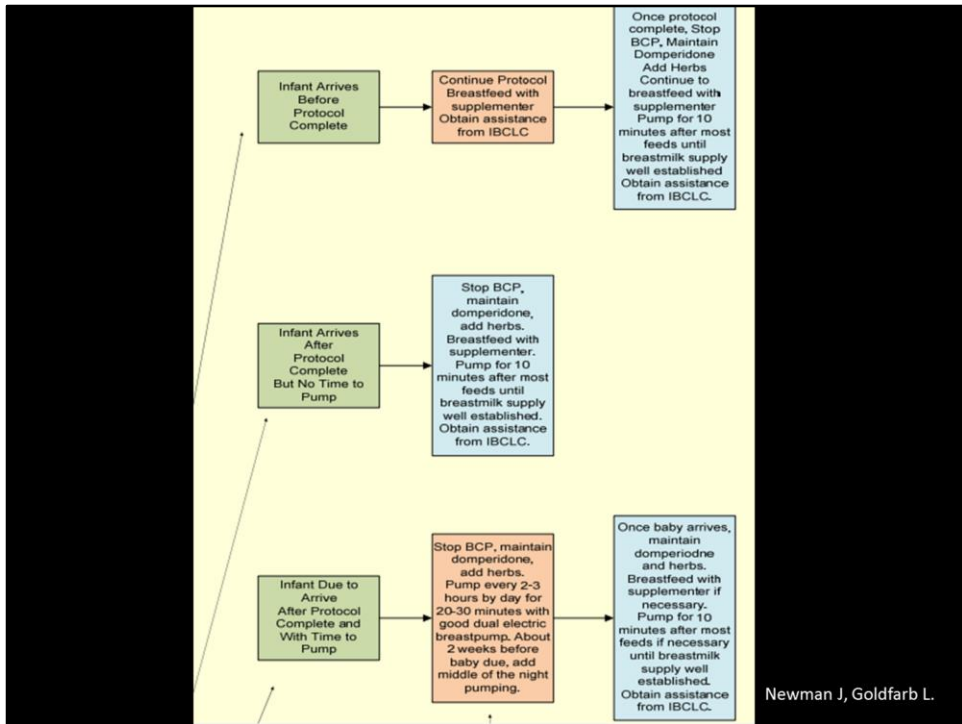 Infant Arrives
Before
Protocol
Complete
Continue Protocol
Breastfeed with
supplementer
Obtain assistance
from IBCLC
Once protocol
complete, Stop
BCP, Maintain
Domperidone
Add Herbs
Continue to
breastfeed with
supplementer
Pump for 10
minutes after most
feeds until
breastmilk supply
well established
Obtain assistance
from IBCLC.
Infant Arrives
After
Protocol
Complete
But No Time to
Pump
Stop BCP,
maintain
domperidone,
add herbs.
Breastfeed with
supplementer.
Pump for 10
minutes after most
feeds until
breastmilk supply
well established.
Obtain assistance
from IBCLC.
Infant Due to
Arrive
After Protocol
Complete and
With Time to
Pump
Stop BCP, maintain
domperidone,
add herbs.
Pump every 2-3
hours by day for
20-30 minutes with
good dual electric
breastpump. About
2 weeks before
baby due, add
middle of the night
pumping.
Once baby arrives,
maintain
domperiodne
and herbs.
Breastfeed with
supplementer if
necessary.
Pump for 10
minutes after most
feeds if necessary
until breastmilk
supply well
established.
Obtain assistance
from IBCLC.
Newman J, Goldfarb L.